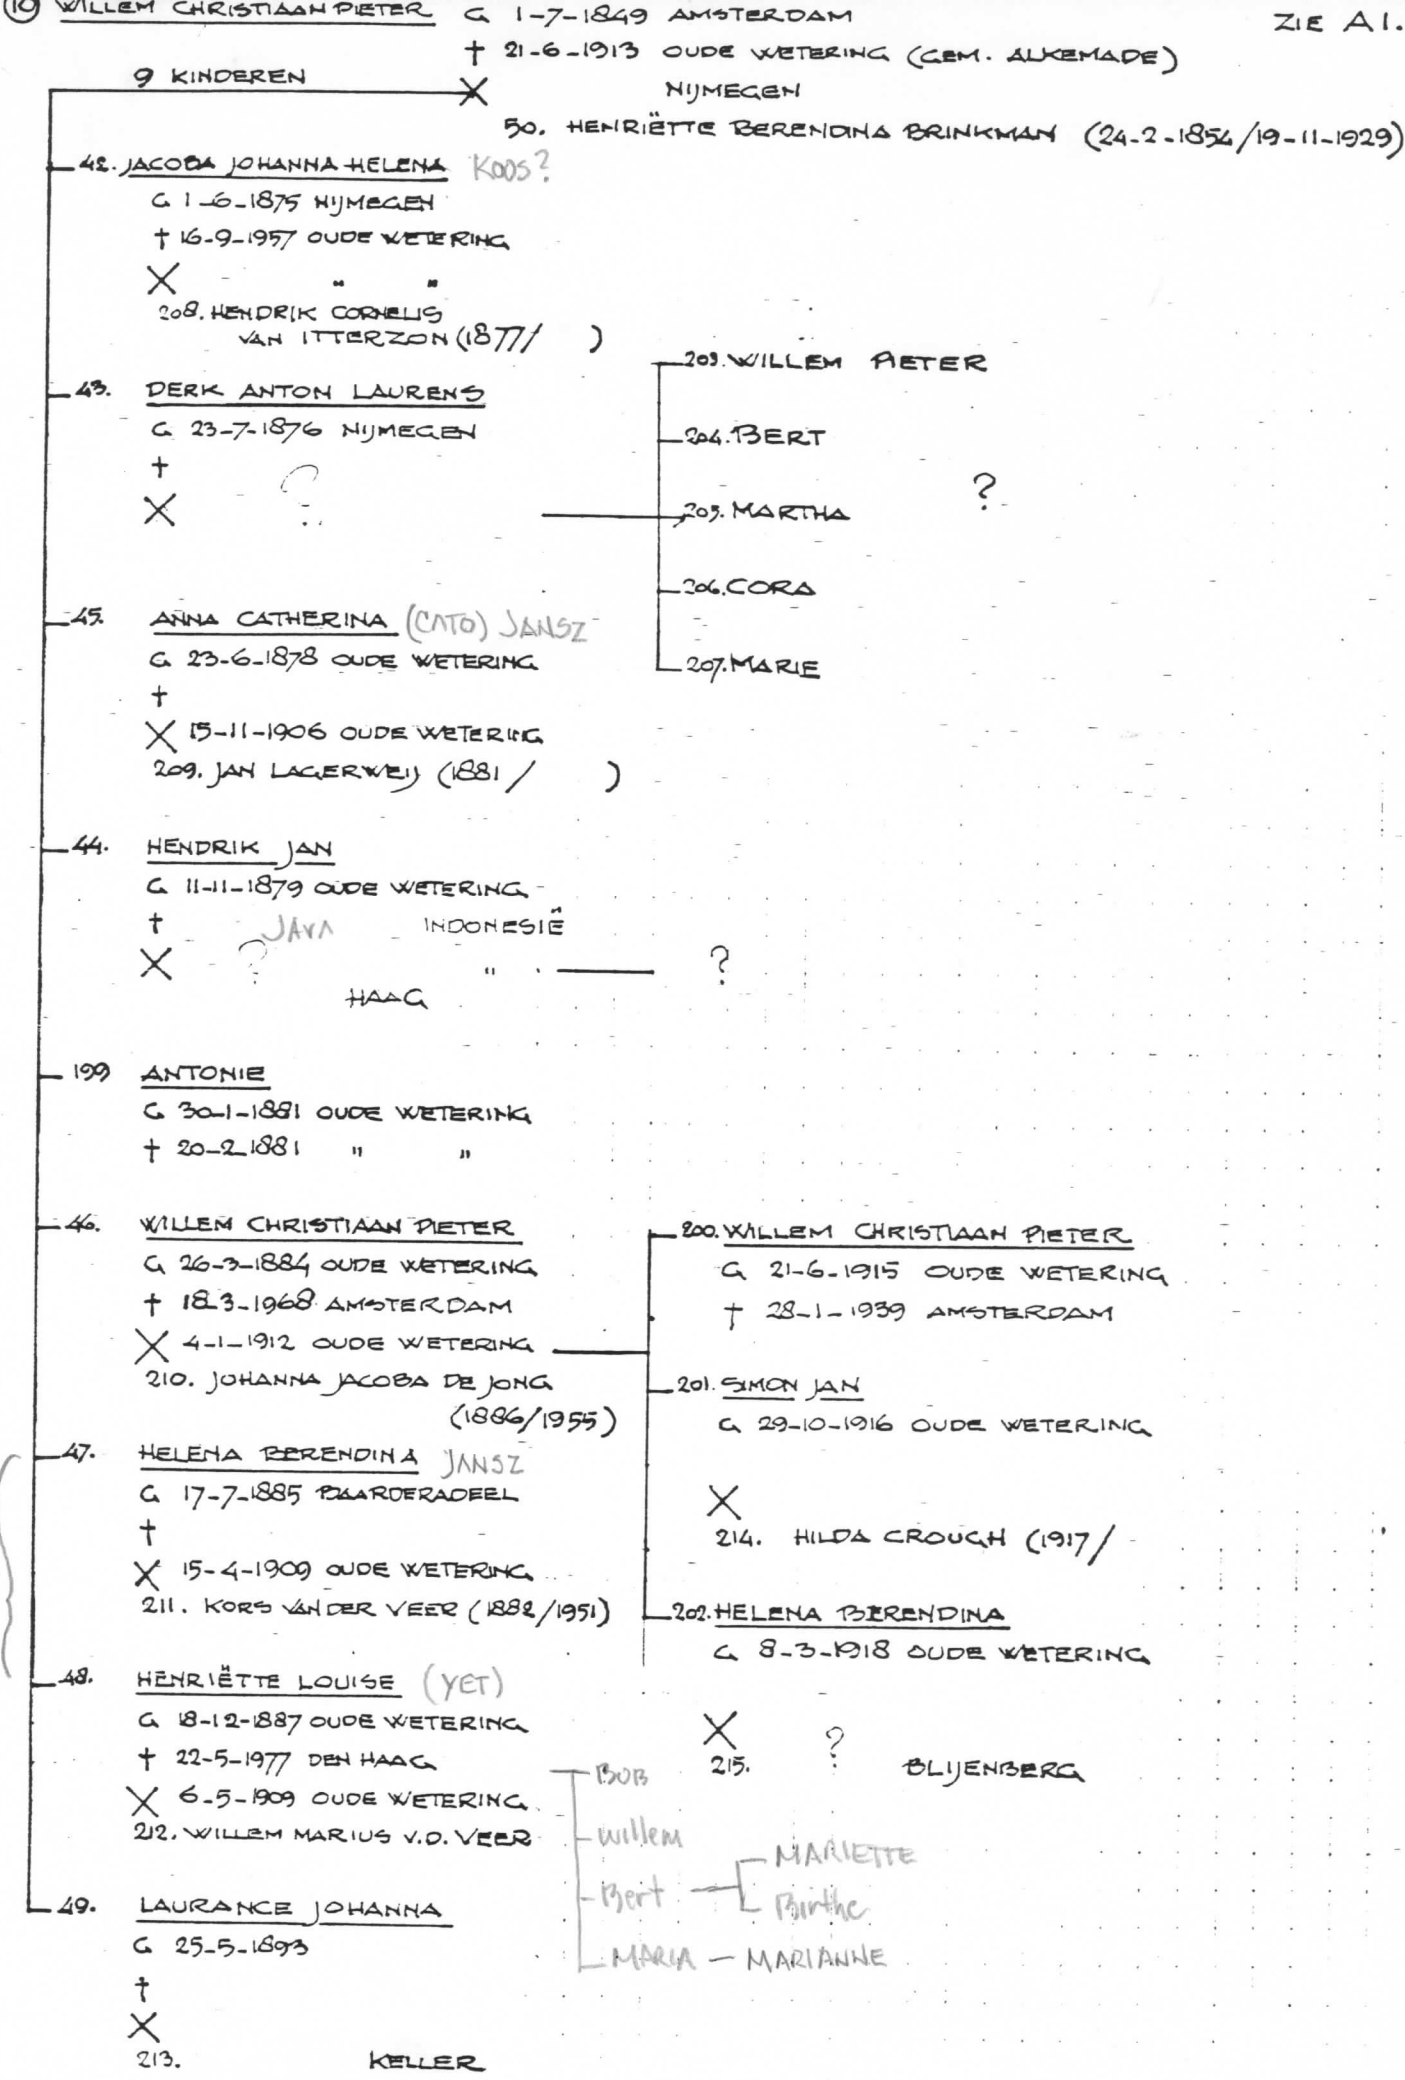 10 WILLEM CHRISTIAAN PIETER G 1-7-1849 AMSTERDAM ZIE A1.
† 21-6-1913 OUDE WETERING (GEM. ALKEMADE)
9 KINDEREN X NIJMEGEN
50. HENRIËTTE BERENDINA BRINKMAN (24-2-1854/19-11-1929)
42. JACOBA JOHANNA HELENA KOOS?
G 1-6-1875 NIJMEGEN
† 16-9-1957 OUDE WETERING
X " "
208. HENDRIK CORNELIS
VAN ITTERZON (1877/ )
43. DERK ANTON LAURENS
G 23-7-1876 NIJMEGEN
†
X ?
203. WILLEM PIETER
204. BERT
205. MARTHA
?
206. CORA
207. MARIE
45. ANNA CATHERINA (CATO) JANSZ
G 23-6-1878 OUDE WETERING
†
X 15-11-1906 OUDE WETERING
209. JAN LAGERWEIJ (1881/ )
44. HENDRIK JAN
G 11-11-1879 OUDE WETERING
† JAVA INDONESIË
X ? " ?
HAAG
199 ANTONIE
G 30-1-1881 OUDE WETERING
† 20-2-1881 " "
46. WILLEM CHRISTIAAN PIETER
G 26-3-1884 OUDE WETERING
† 18-3-1968 AMSTERDAM
X 4-1-1912 OUDE WETERING
210. JOHANNA JACOBA DE JONG
(1886/1955)
200. WILLEM CHRISTIAAN PIETER
G 21-6-1915 OUDE WETERING
† 28-1-1939 AMSTERDAM
201. SIMON JAN
G 29-10-1916 OUDE WETERING
X
214. HILDA CROUGH (1917/
202. HELENA BERENDINA
G 8-3-1918 OUDE WETERING
X ?
215. BLIJENBERG
47. HELENA BERENDINA JANSZ
G 17-7-1885 BAARDERADEEL
†
X 15-4-1909 OUDE WETERING
211. KORS VAN DER VEER (1882/1951)
48. HENRIËTTE LOUISE (YET)
G 18-12-1887 OUDE WETERING
† 22-5-1977 DEN HAAG
X 6-5-1909 OUDE WETERING
212. WILLEM MARIUS V.D. VEER
BOB
willem
Bert
MARIETTE
Birthe
MARIA — MARIANNE
49. LAURANCE JOHANNA
G 25-5-1893
†
X
213. KELLER